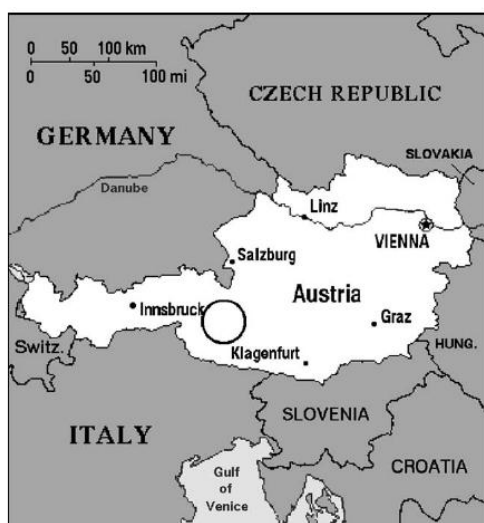 0 50 100 km
0 50 100 mi
CZECH REPUBLIC
GERMANY
SLOVAKIA
Danube
Linz
VIENNA
Salzburg
Austria
Innsbruck
Graz
Switz.
HUNG.
Klagenfurt
SLOVENIA
ITALY
CROATIA
Gulf
of
Venice